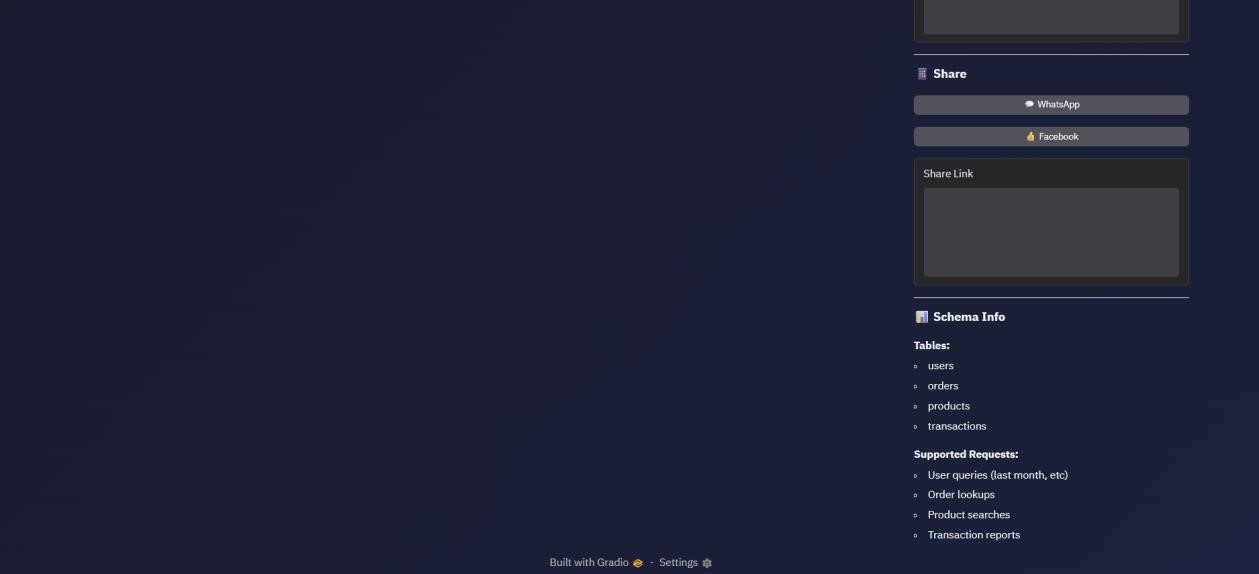 Share
WhatsApp
Facebook
Share Link
Schema Info
Tables:
users
orders
products
transactions
Supported Requests:
User queries (last month, etc)
Order lookups
Product searches
Transaction reports
Built with Gradio · Settings